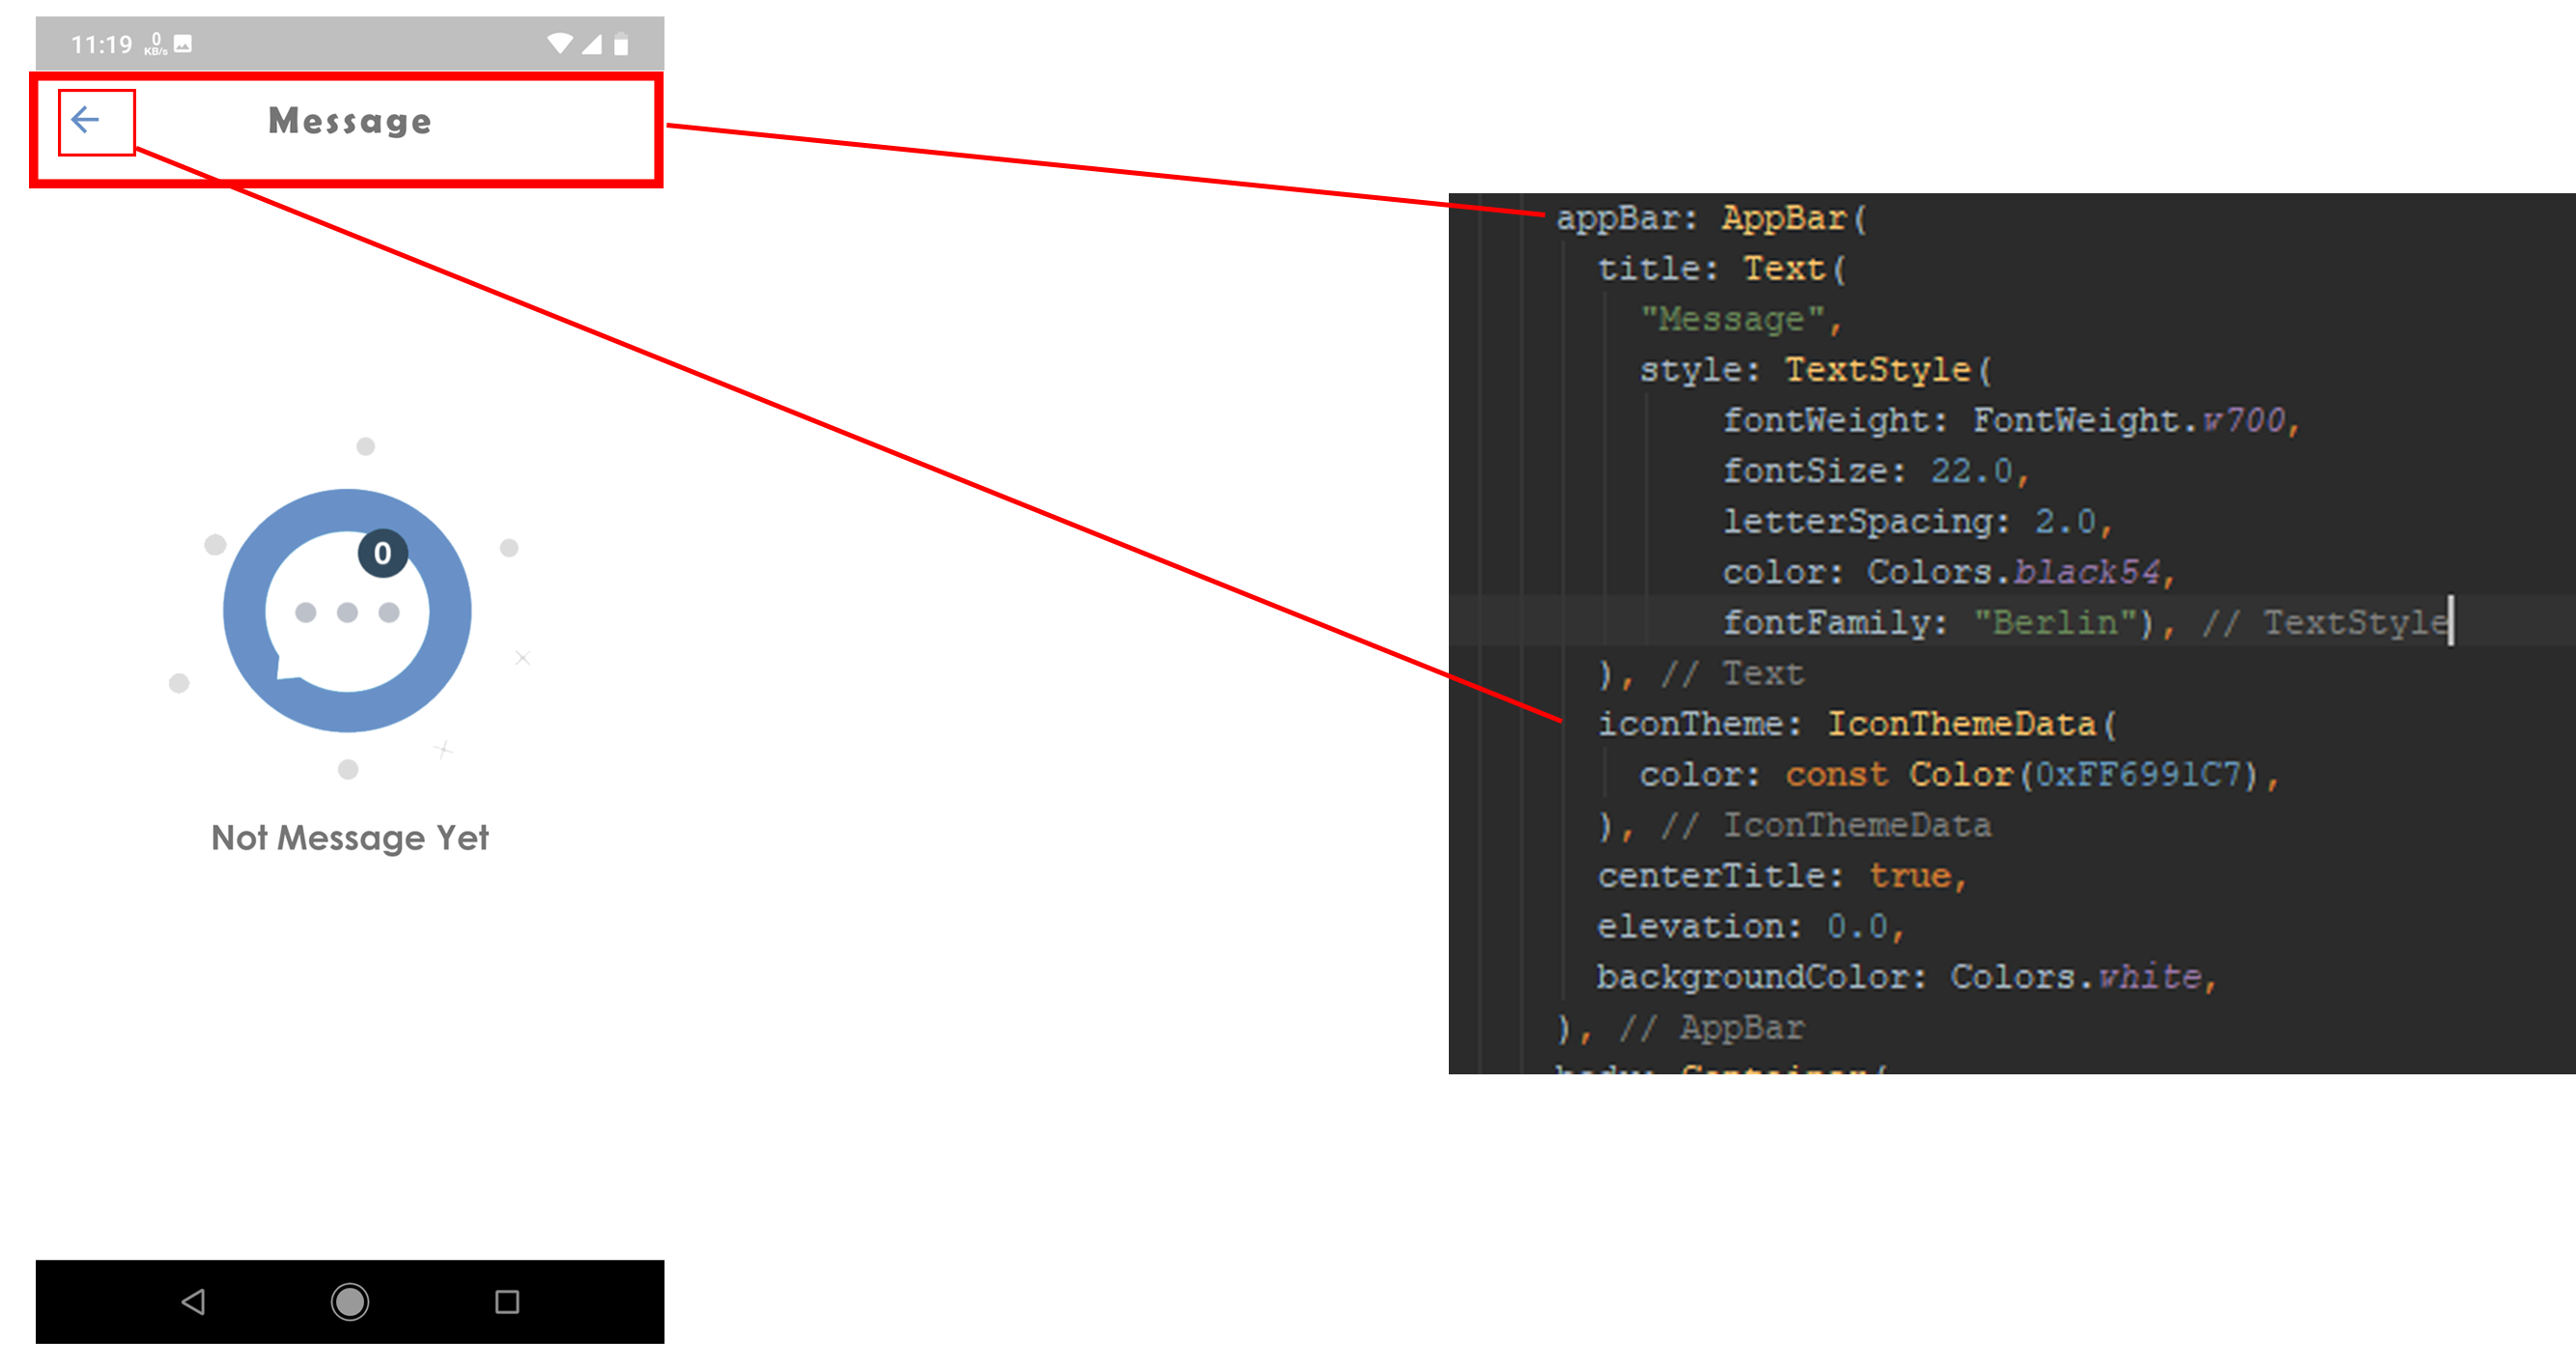 11:19 0 KB/s
Message
0
Not Message Yet
appBar: AppBar(
title: Text(
"Message",
style: TextStyle(
fontWeight: FontWeight.w700,
fontSize: 22.0,
letterSpacing: 2.0,
color: Colors.black54,
fontFamily: "Berlin"), // TextStyle
), // Text
iconTheme: IconThemeData(
color: const Color(0xFF6991C7),
), // IconThemeData
centerTitle: true,
elevation: 0.0,
backgroundColor: Colors.white,
), // AppBar
body: Container(